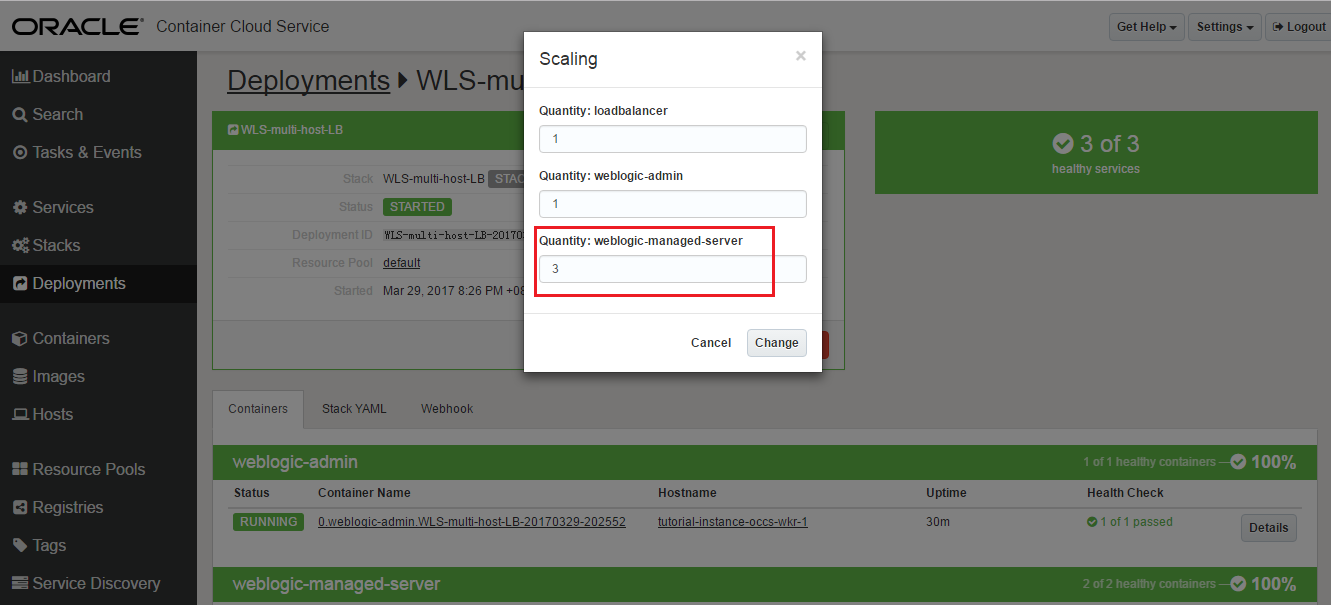 ORACLE Container Cloud Service
Get Help Settings Logout
Dashboard
Search
Tasks & Events
Services
Stacks
Deployments
Containers
Images
Hosts
Resource Pools
Registries
Tags
Service Discovery
Deployments WLS-mu
WLS-multi-host-LB
Stack WLS-multi-host-LB
Status STARTED
Deployment ID WLS-multi-host-LB-20170
Resource Pool default
Started Mar 29, 2017 8:26 PM
3 of 3
healthy services
Scaling ×
Quantity: loadbalancer
1
Quantity: weblogic-admin
1
Quantity: weblogic-managed-server
3
Cancel Change
Containers Stack YAML Webhook
weblogic-admin 1 of 1 healthy containers 100%
Status Container Name Hostname Uptime Health Check
RUNNING 0.weblogic-admin.WLS-multi-host-LB-20170329-202552 tutorial-instance-occs-wkr-1 30m 1 of 1 passed Details
weblogic-managed-server 2 of 2 healthy containers 100%